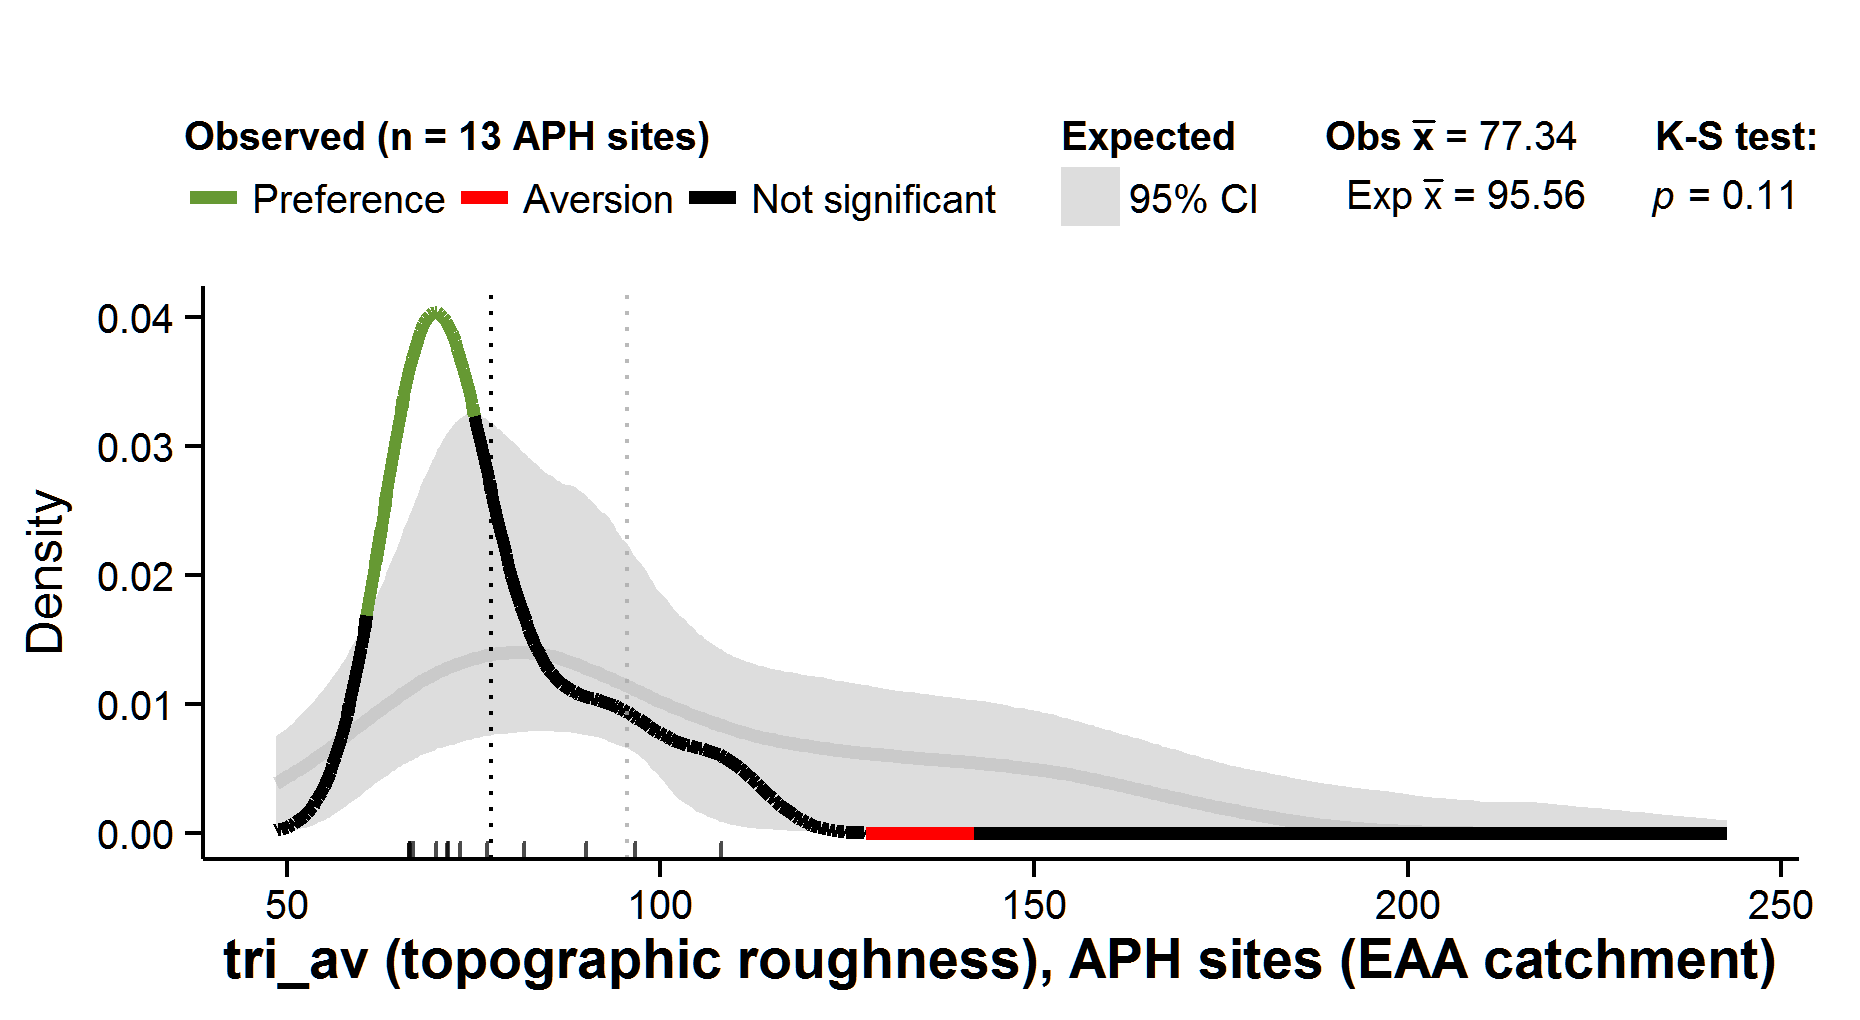 Observed (n = 13 APH sites) Expected Obs x̅ = 77.34 K-S test:
Preference Aversion Not significant 95% CI Exp x̅ = 95.56 p = 0.11
0.04
0.03
0.02
0.01
0.00
Density
50 100 150 200 250
tri_av (topographic roughness), APH sites (EAA catchment)